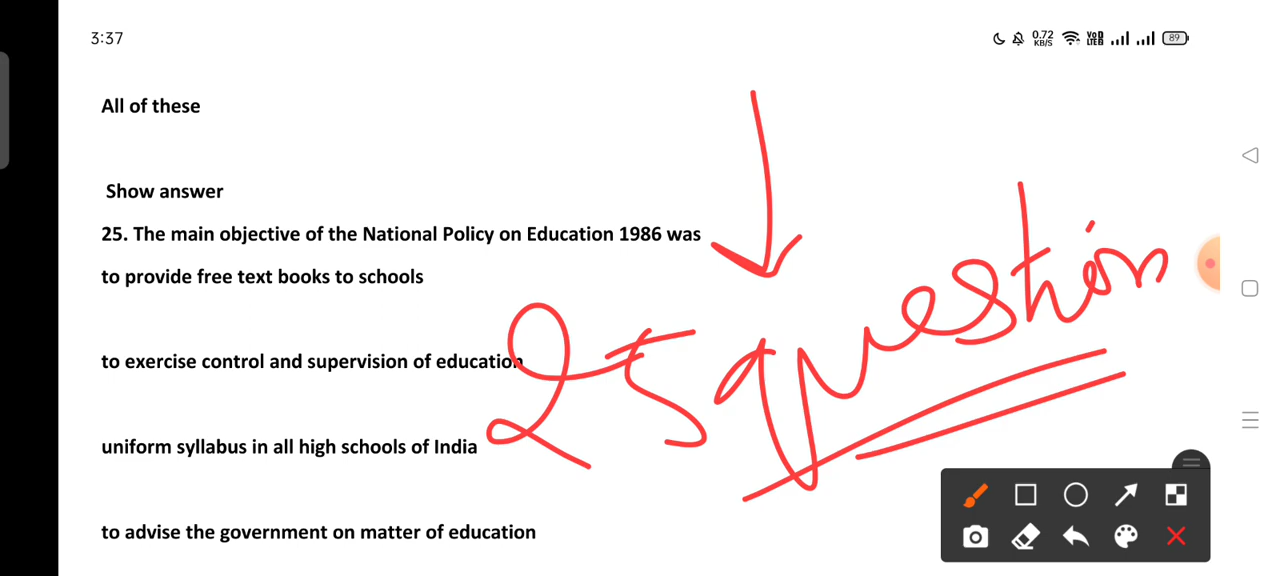 3:37
0.72 KB/S
VoD LTE
89
All of these
Show answer
25. The main objective of the National Policy on Education 1986 was
to provide free text books to schools
to exercise control and supervision of education
uniform syllabus in all high schools of India
to advise the government on matter of education
25 question